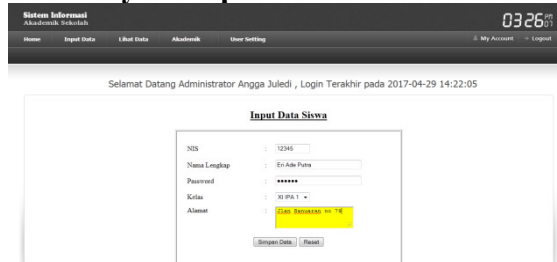 Sistem Informasi
Akademik Sekolah
03:26 PM 07
Home Input Data Lihat Data Akademik User Setting My Account Logout
Selamat Datang Administrator Angga Juledi , Login Terakhir pada 2017-04-29 14:22:05
Input Data Siswa
NIS : 12345
Nama Lengkap : Eri Ade Putra
Password : ••••••
Kelas : XI IPA 1
Alamat : no 78
Simpan Data Reset